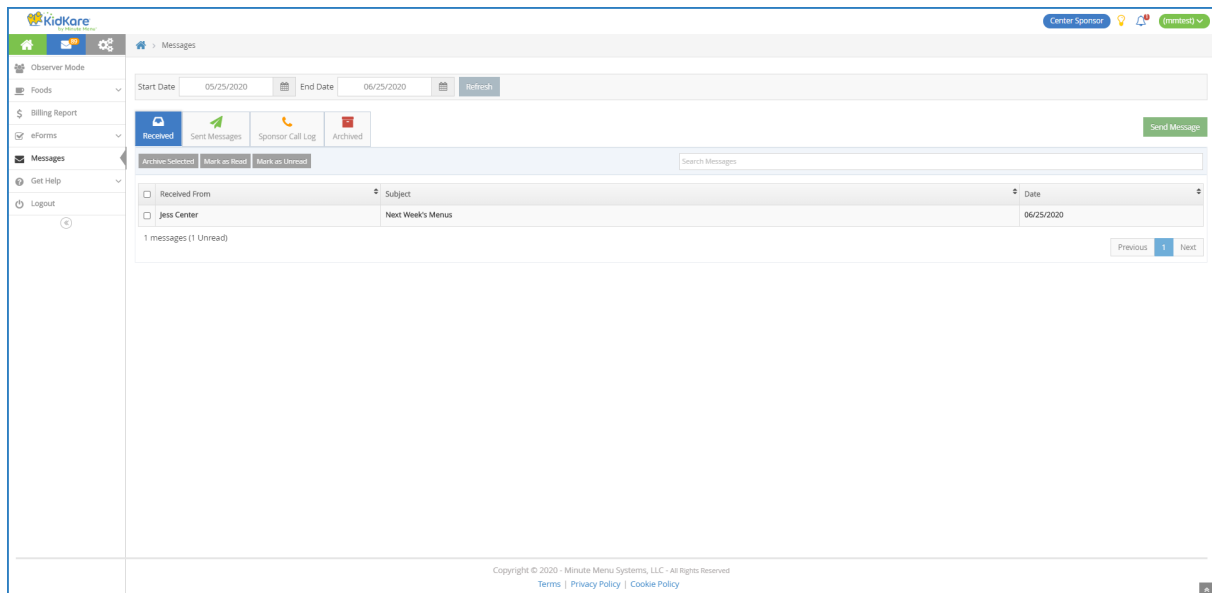 KidKare
by Minute Menu
Center Sponsor
(mmtest)
Messages
Observer Mode
Foods
Billing Report
eForms
Messages
Get Help
Logout
Start Date 05/25/2020 End Date 06/25/2020 Refresh
Received Sent Messages Sponsor Call Log Archived
Send Message
Archive Selected Mark as Read Mark as Unread Search Messages
Received From Subject Date
Jess Center Next Week's Menus 06/25/2020
1 messages (1 Unread)
Previous 1 Next
Copyright © 2020 - Minute Menu Systems, LLC - All Rights Reserved
Terms | Privacy Policy | Cookie Policy